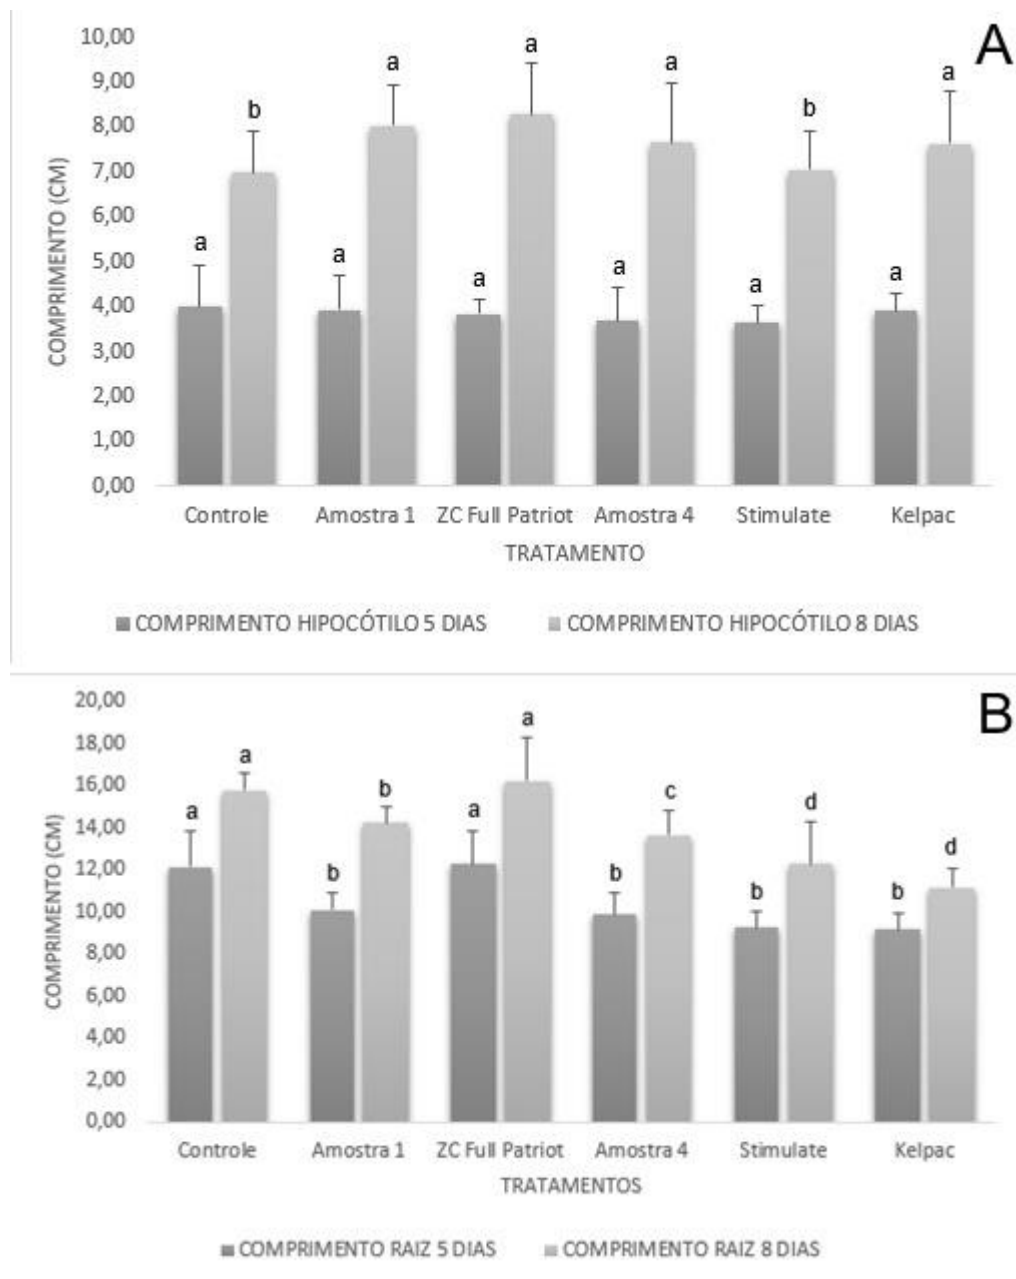 A
10,00
9,00
8,00
7,00
6,00
5,00
4,00
3,00
2,00
1,00
0,00
COMPRIMENTO (CM)
a b a a a a a a a b a a
Controle Amostra 1 ZC Full Patriot Amostra 4 Stimulate Kelpac
TRATAMENTO
COMPRIMENTO HIPOCÓTILO 5 DIAS COMPRIMENTO HIPOCÓTILO 8 DIAS
B
20,00
18,00
16,00
14,00
12,00
10,00
8,00
6,00
4,00
2,00
0,00
COMPRIMENTO (CM)
a a b b a a b c b d b d
Controle Amostra 1 ZC Full Patriot Amostra 4 Stimulate Kelpac
TRATAMENTOS
COMPRIMENTO RAIZ 5 DIAS COMPRIMENTO RAIZ 8 DIAS